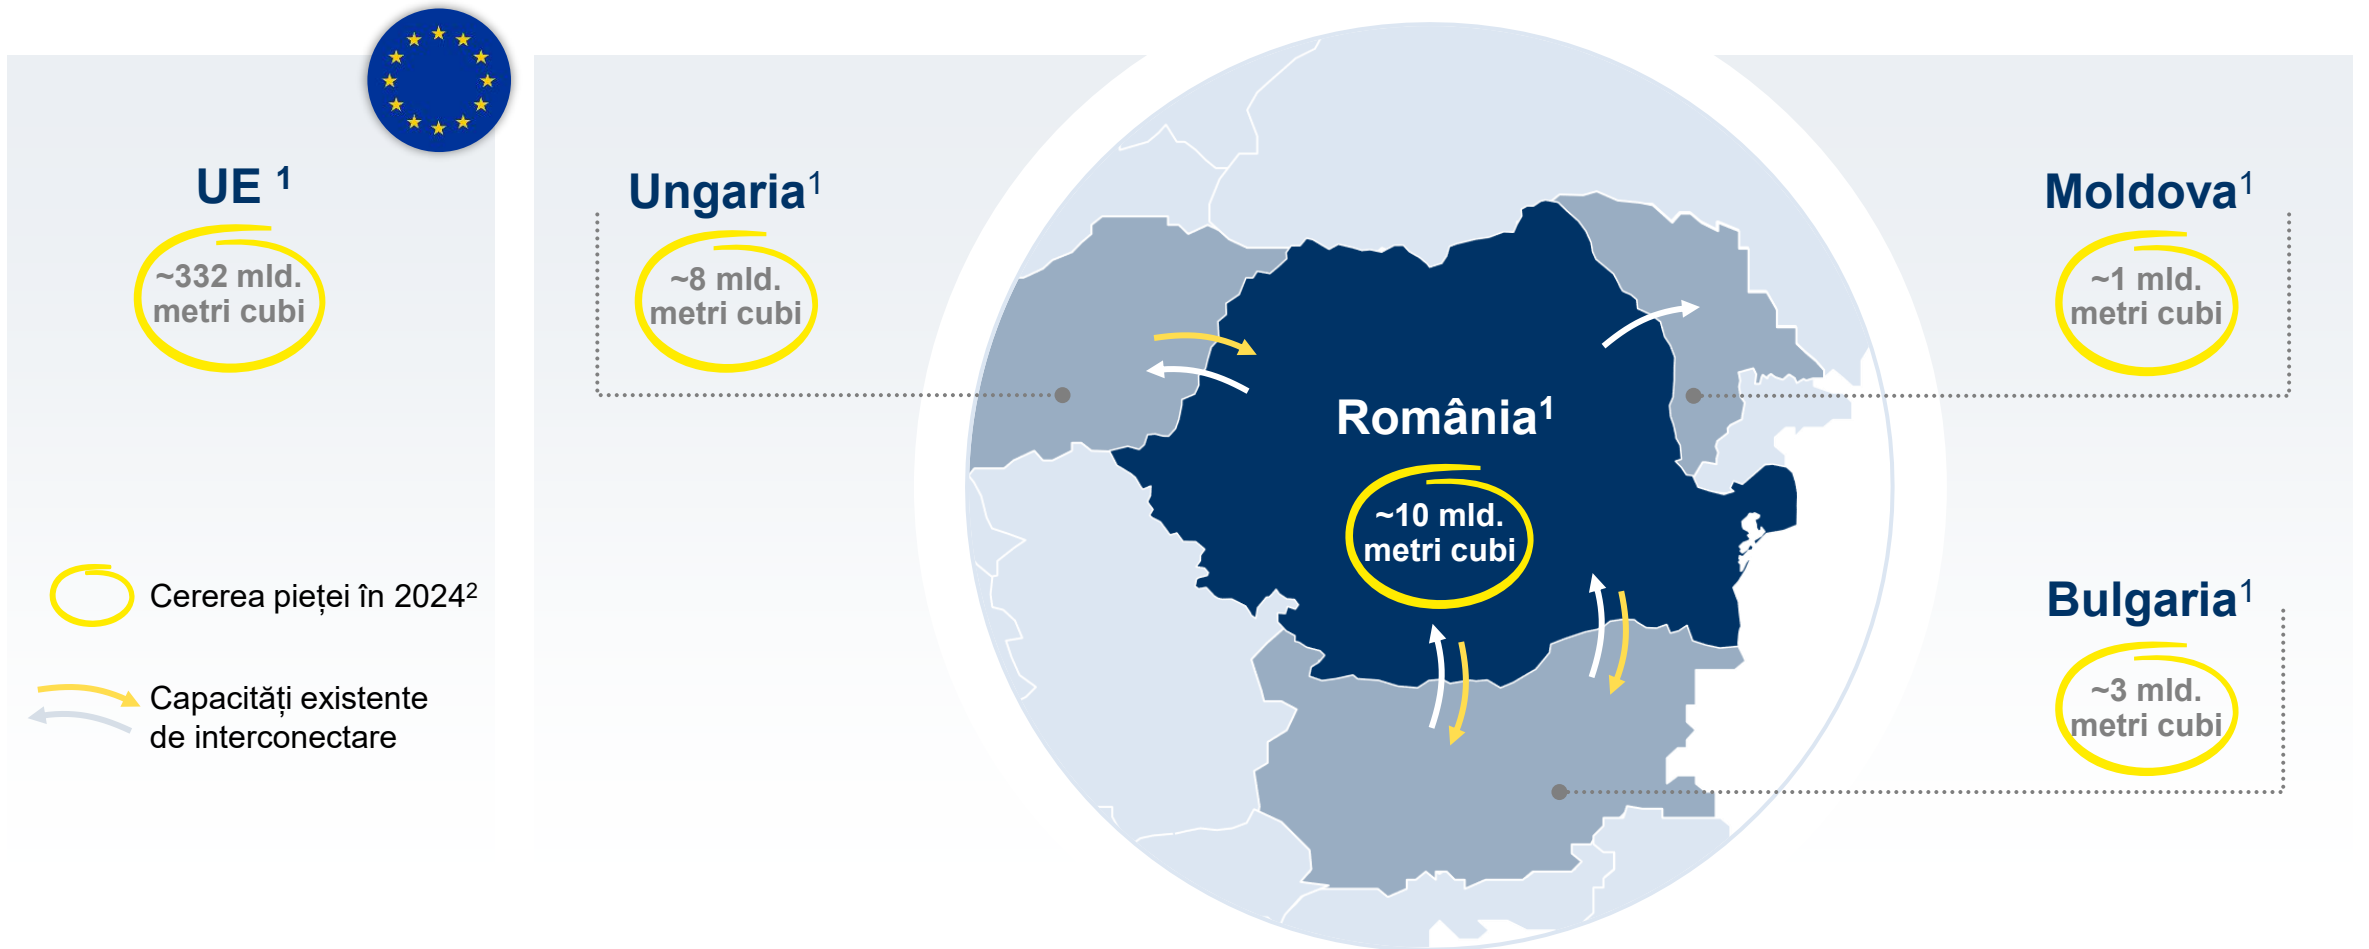 UE ¹
~332 mld.
metri cubi
Cererea pieței în 2024²
Capacități existente
de interconectare
Ungaria¹
~8 mld.
metri cubi
România¹
~10 mld.
metri cubi
Moldova¹
~1 mld.
metri cubi
Bulgaria¹
~3 mld.
metri cubi